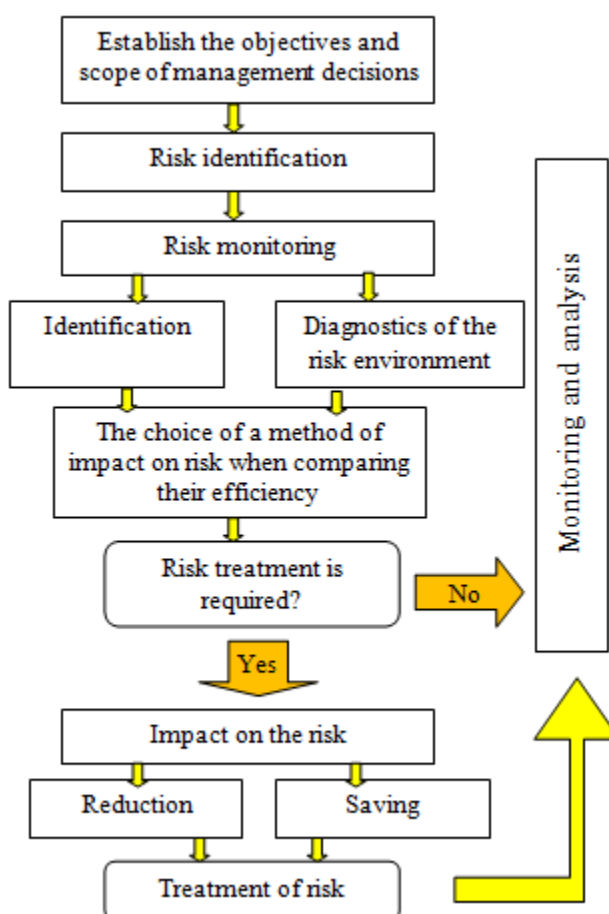 Establish the objectives and
scope of management decisions
Risk identification
Risk monitoring
Identification
Diagnostics of the
risk environment
The choice of a method of
impact on risk when comparing
their efficiency
Risk treatment is
required?
No
Yes
Monitoring and analysis
Impact on the risk
Reduction
Saving
Treatment of risk